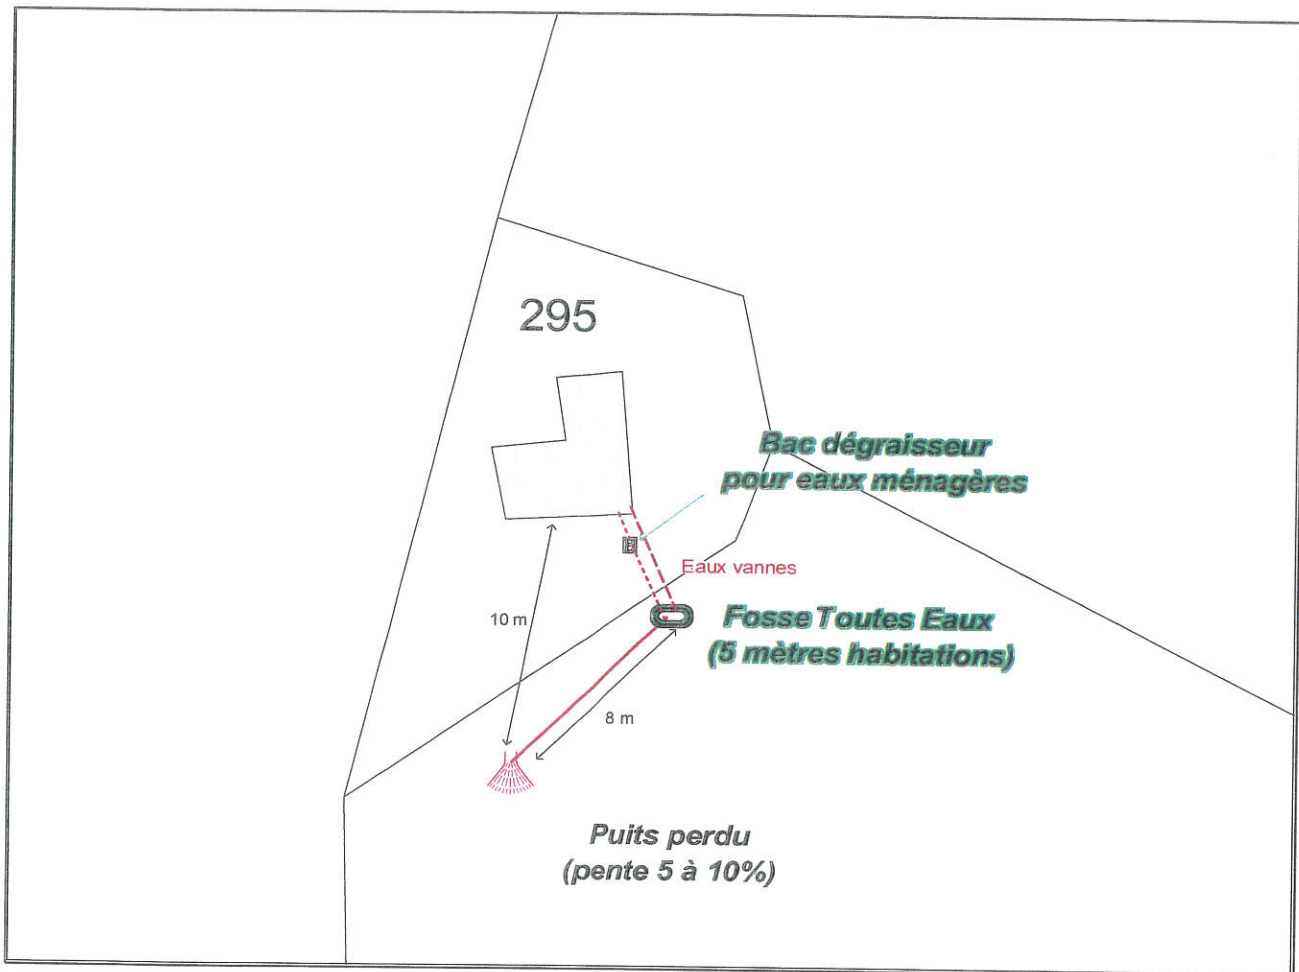 295
Bac dégraisseur
pour eaux ménagères
Eaux vannes
10 m
Fosse Toutes Eaux
(5 mètres habitations)
8 m
Puits perdu
(pente 5 à 10%)